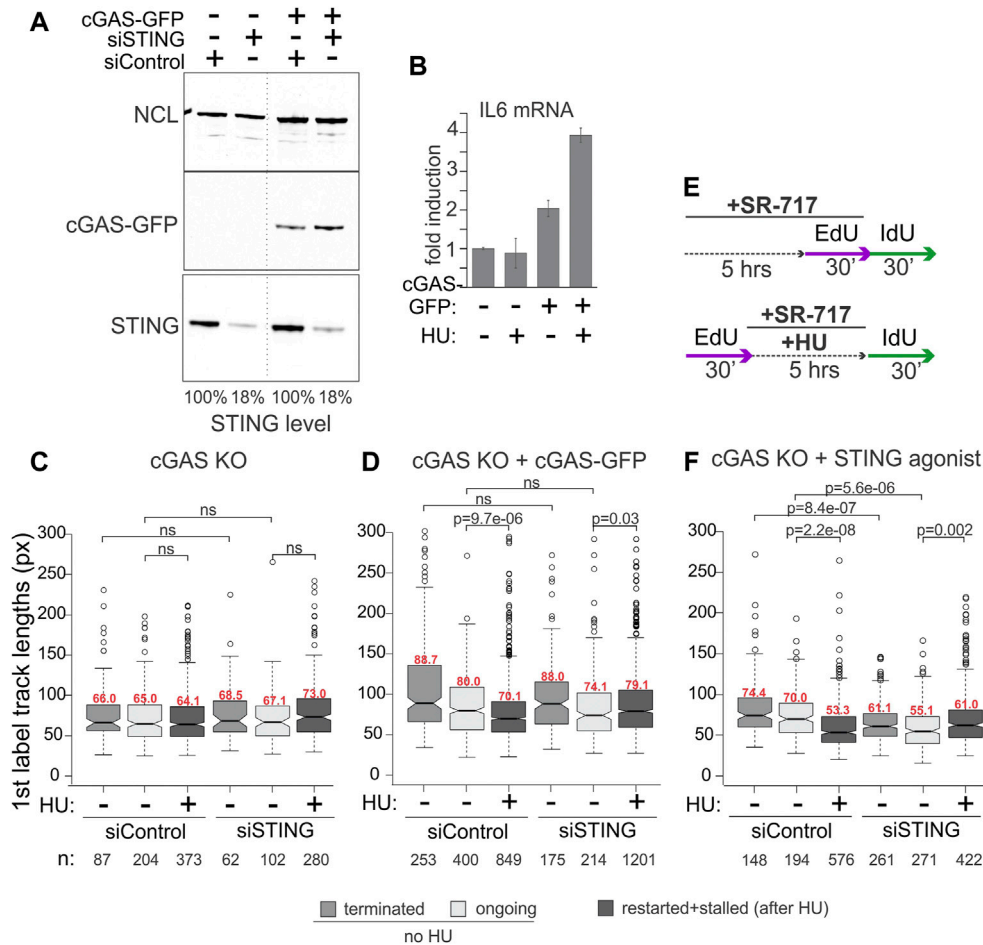 A
cGAS-GFP - - + +
siSTING - + - +
siControl + - + -
NCL
cGAS-GFP
STING
100% 18% 100% 18%
STING level
B
IL6 mRNA
fold induction
4
3
2
1
cGAS-
GFP: - - + +
HU: - + - +
E
+SR-717
EdU IdU
5 hrs 30' 30'
+SR-717
EdU +HU IdU
30' 5 hrs 30'
C cGAS KO
1st label track lengths (px)
300
250
200
150
100
50
0
ns
ns
ns
ns
66.0 65.0 64.1 68.5 67.1 73.0
HU: - - + - - +
siControl siSTING
n: 87 204 373 62 102 280
D cGAS KO + cGAS-GFP
300
250
200
150
100
50
0
ns
ns
p=9.7e-06 p=0.03
88.7 80.0 70.1 88.0 74.1 79.1
HU: - - + - - +
siControl siSTING
253 400 849 175 214 1201
F cGAS KO + STING agonist
300
250
200
150
100
50
0
p=5.6e-06
p=8.4e-07
p=2.2e-08 p=0.002
74.4 70.0 53.3 61.1 55.1 61.0
HU: - - + - - +
siControl siSTING
148 194 576 261 271 422
terminated ongoing restarted+stalled (after HU)
no HU